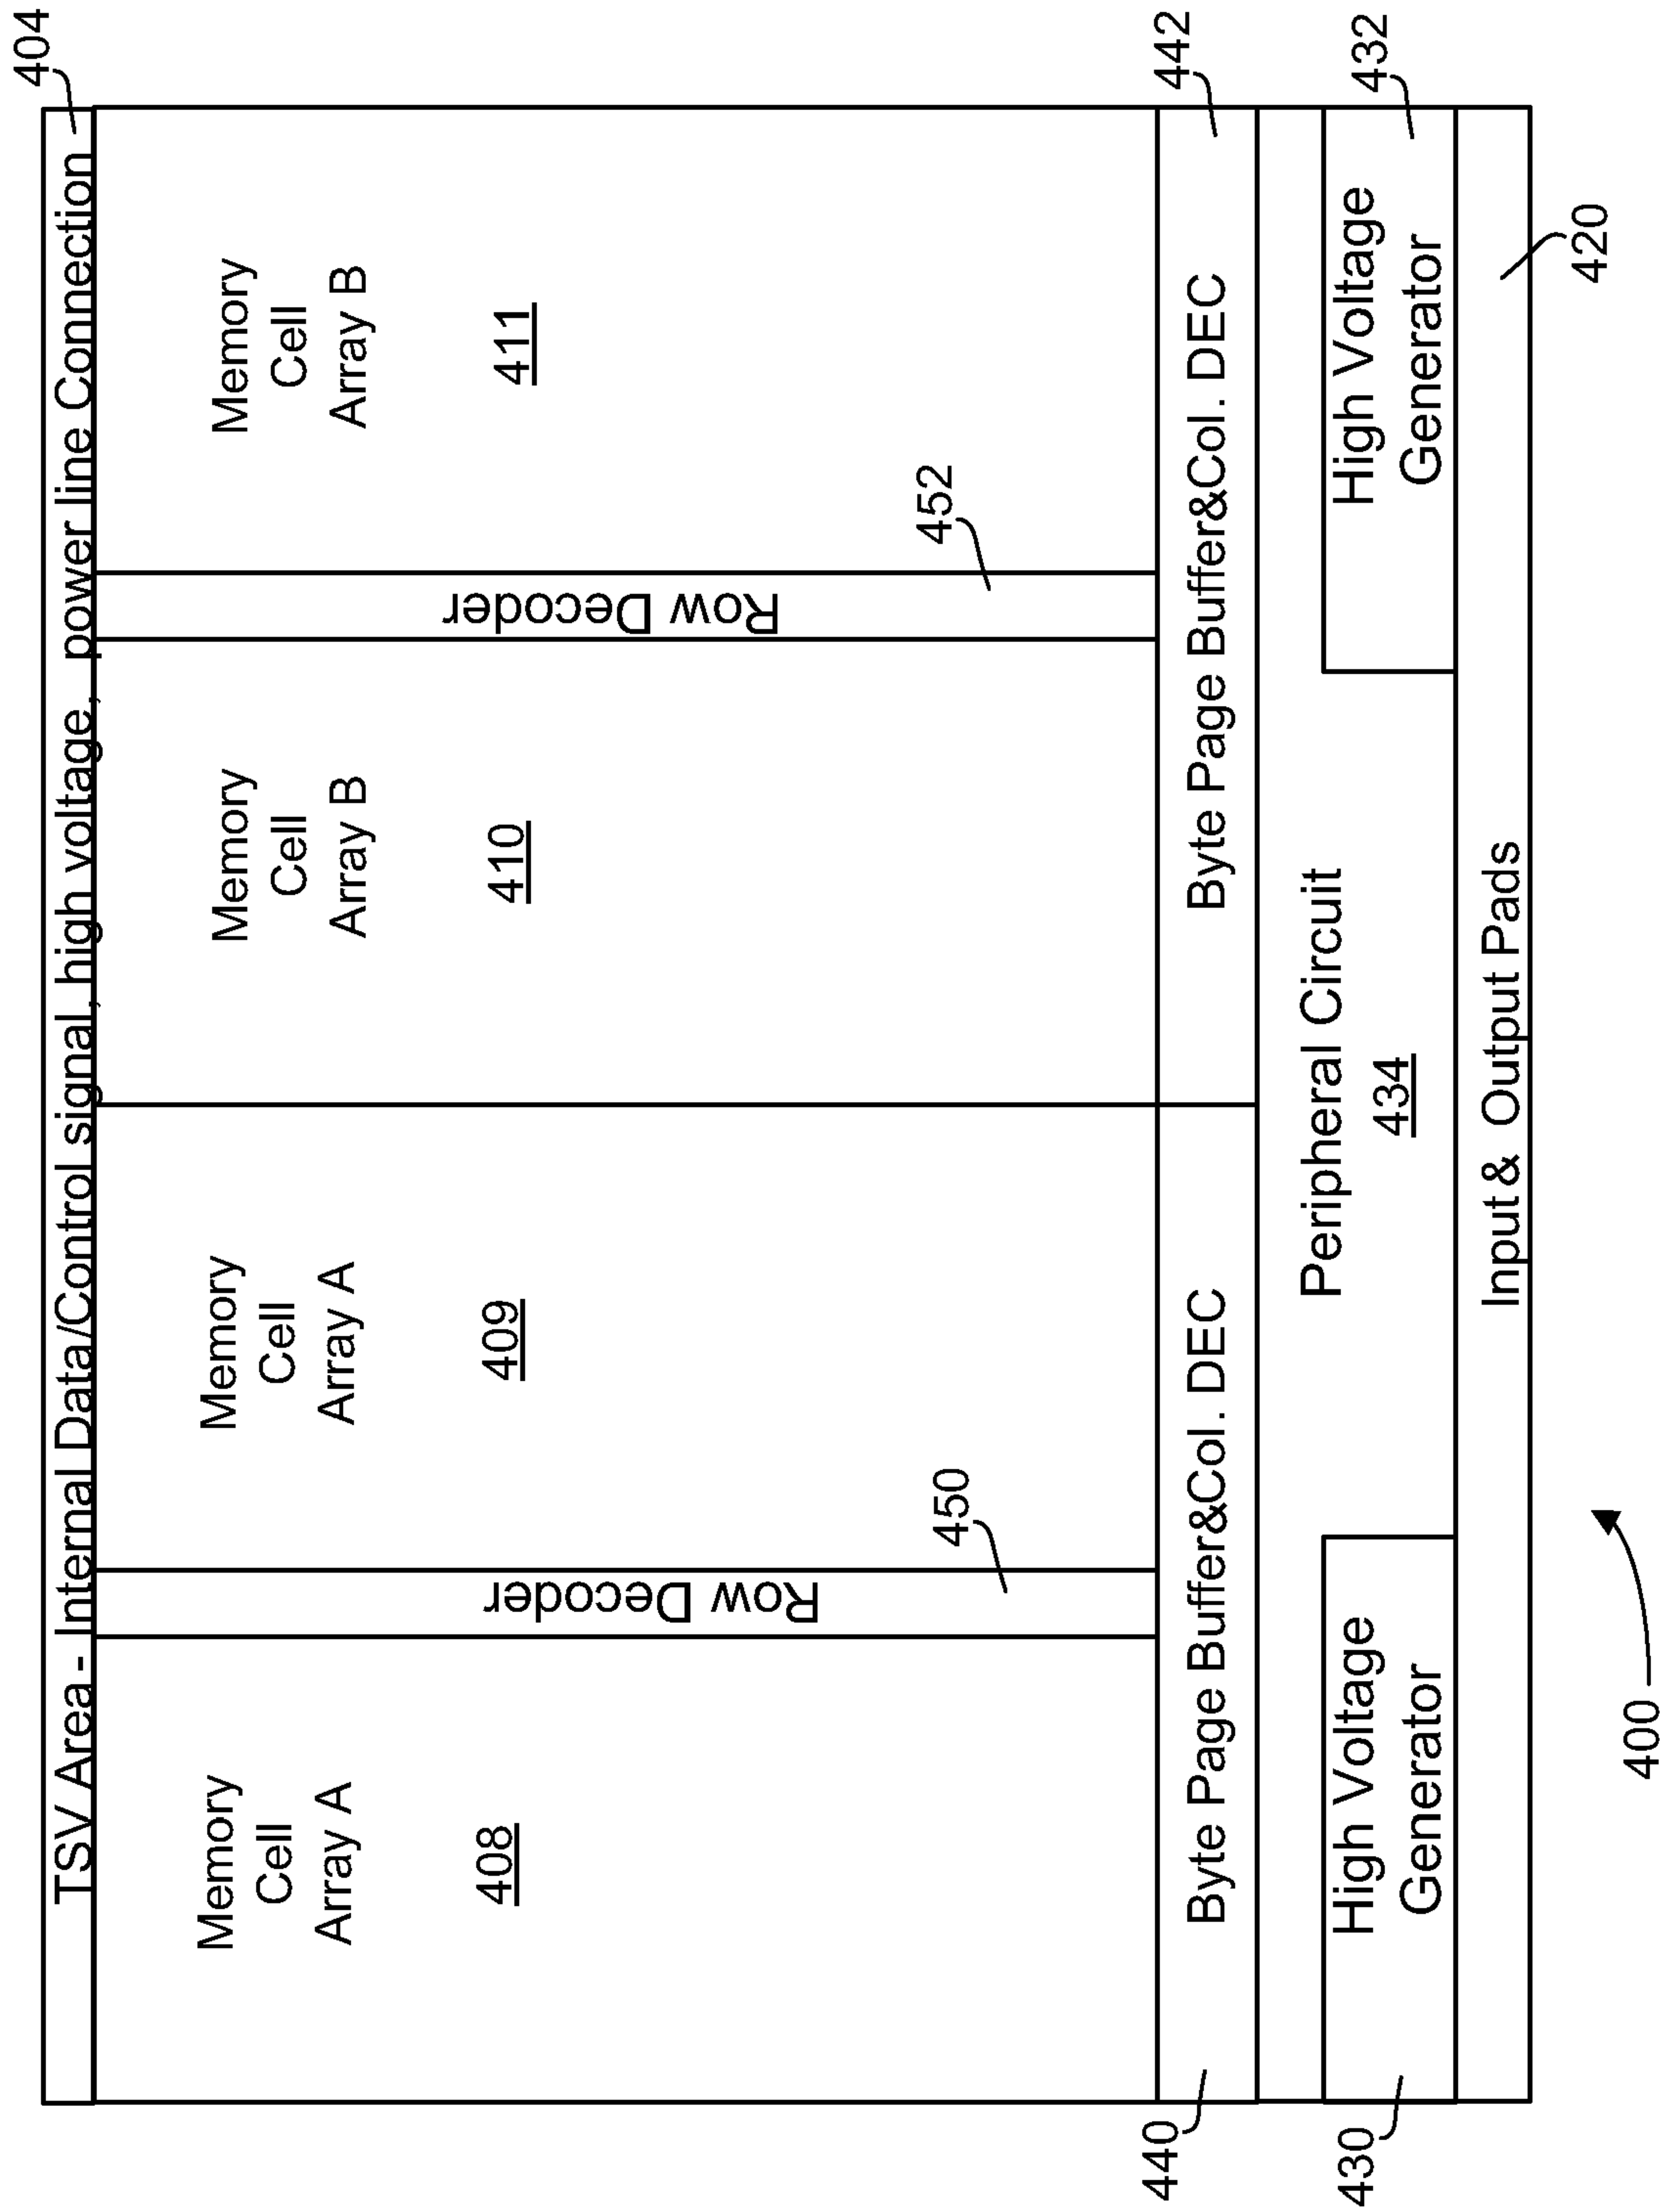 404
TSV Area - Internal Data/Control signal, high voltage, power line Connection
Memory
Cell
Array A
408
Row Decoder
450
Memory
Cell
Array A
409
Memory
Cell
Array B
410
Row Decoder
452
Memory
Cell
Array B
411
440
Byte Page Buffer&Col. DEC
Byte Page Buffer&Col. DEC
442
Peripheral Circuit
434
430
High Voltage
Generator
High Voltage
Generator
432
Input & Output Pads
420
400